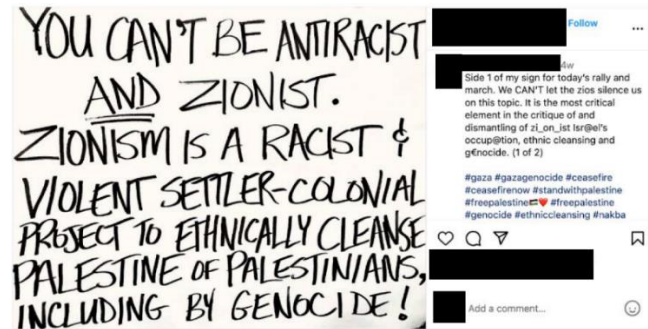 YOU CAN'T BE ANTIRACIST
AND ZIONIST.
ZIONISM IS A RACIST &
VIOLENT SETTLER-COLONIAL
PROJECT TO ETHNICALLY CLEANSE
PALESTINE OF PALESTINIANS,
INCLUDING BY GENOCIDE!
Follow
4w
Side 1 of my sign for today's rally and
march. We CAN'T let the zios silence us
on this topic. It is the most critical
element in the critique of and
dismantling of zi_on_ist Isr@el's
occup@tion, ethnic cleansing and
g€nocide. (1 of 2)
#gaza #gazagenocide #ceasefire
#ceasefirenow #standwithpalestine
#freepalestine🇵🇸❤️ #freepalestine
#genocide #ethniccleansing #nakba
Add a comment...